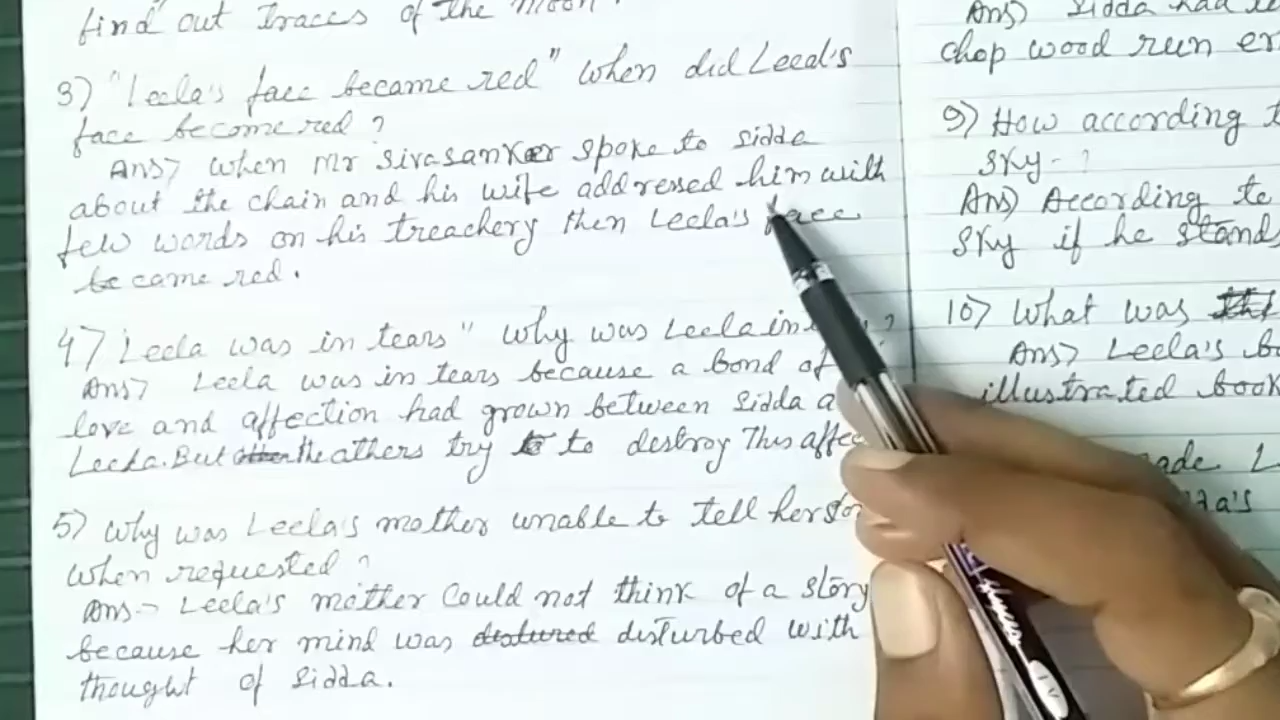 find out Traces of the moon.
3) "Leela's face became red" when did Leela's
face become red?
Ans> when Mr Sivasanker spoke to Sidda
about the chain and his wife addressed him with
few words on his treachery then Leela's face
became red.
4) Leela was in tears" why was Leela in ?
Ans> Leela was in tears because a bond of
love and affection had grown between Sidda a
Leela. But the athers try to destroy This affec
5) Why was Leela's mother unable to tell her sto
when requested?
Ans- Leela's mother Could not think of a story
because her mind was distured disturbed with
thought of Sidda.
Ans) Sidda had
chop wood run er
9) How according t
sky-?
Ans) According to
sky if he stands
10) What was
Ans> Leela's bo
illustrated book
ade L
dda's